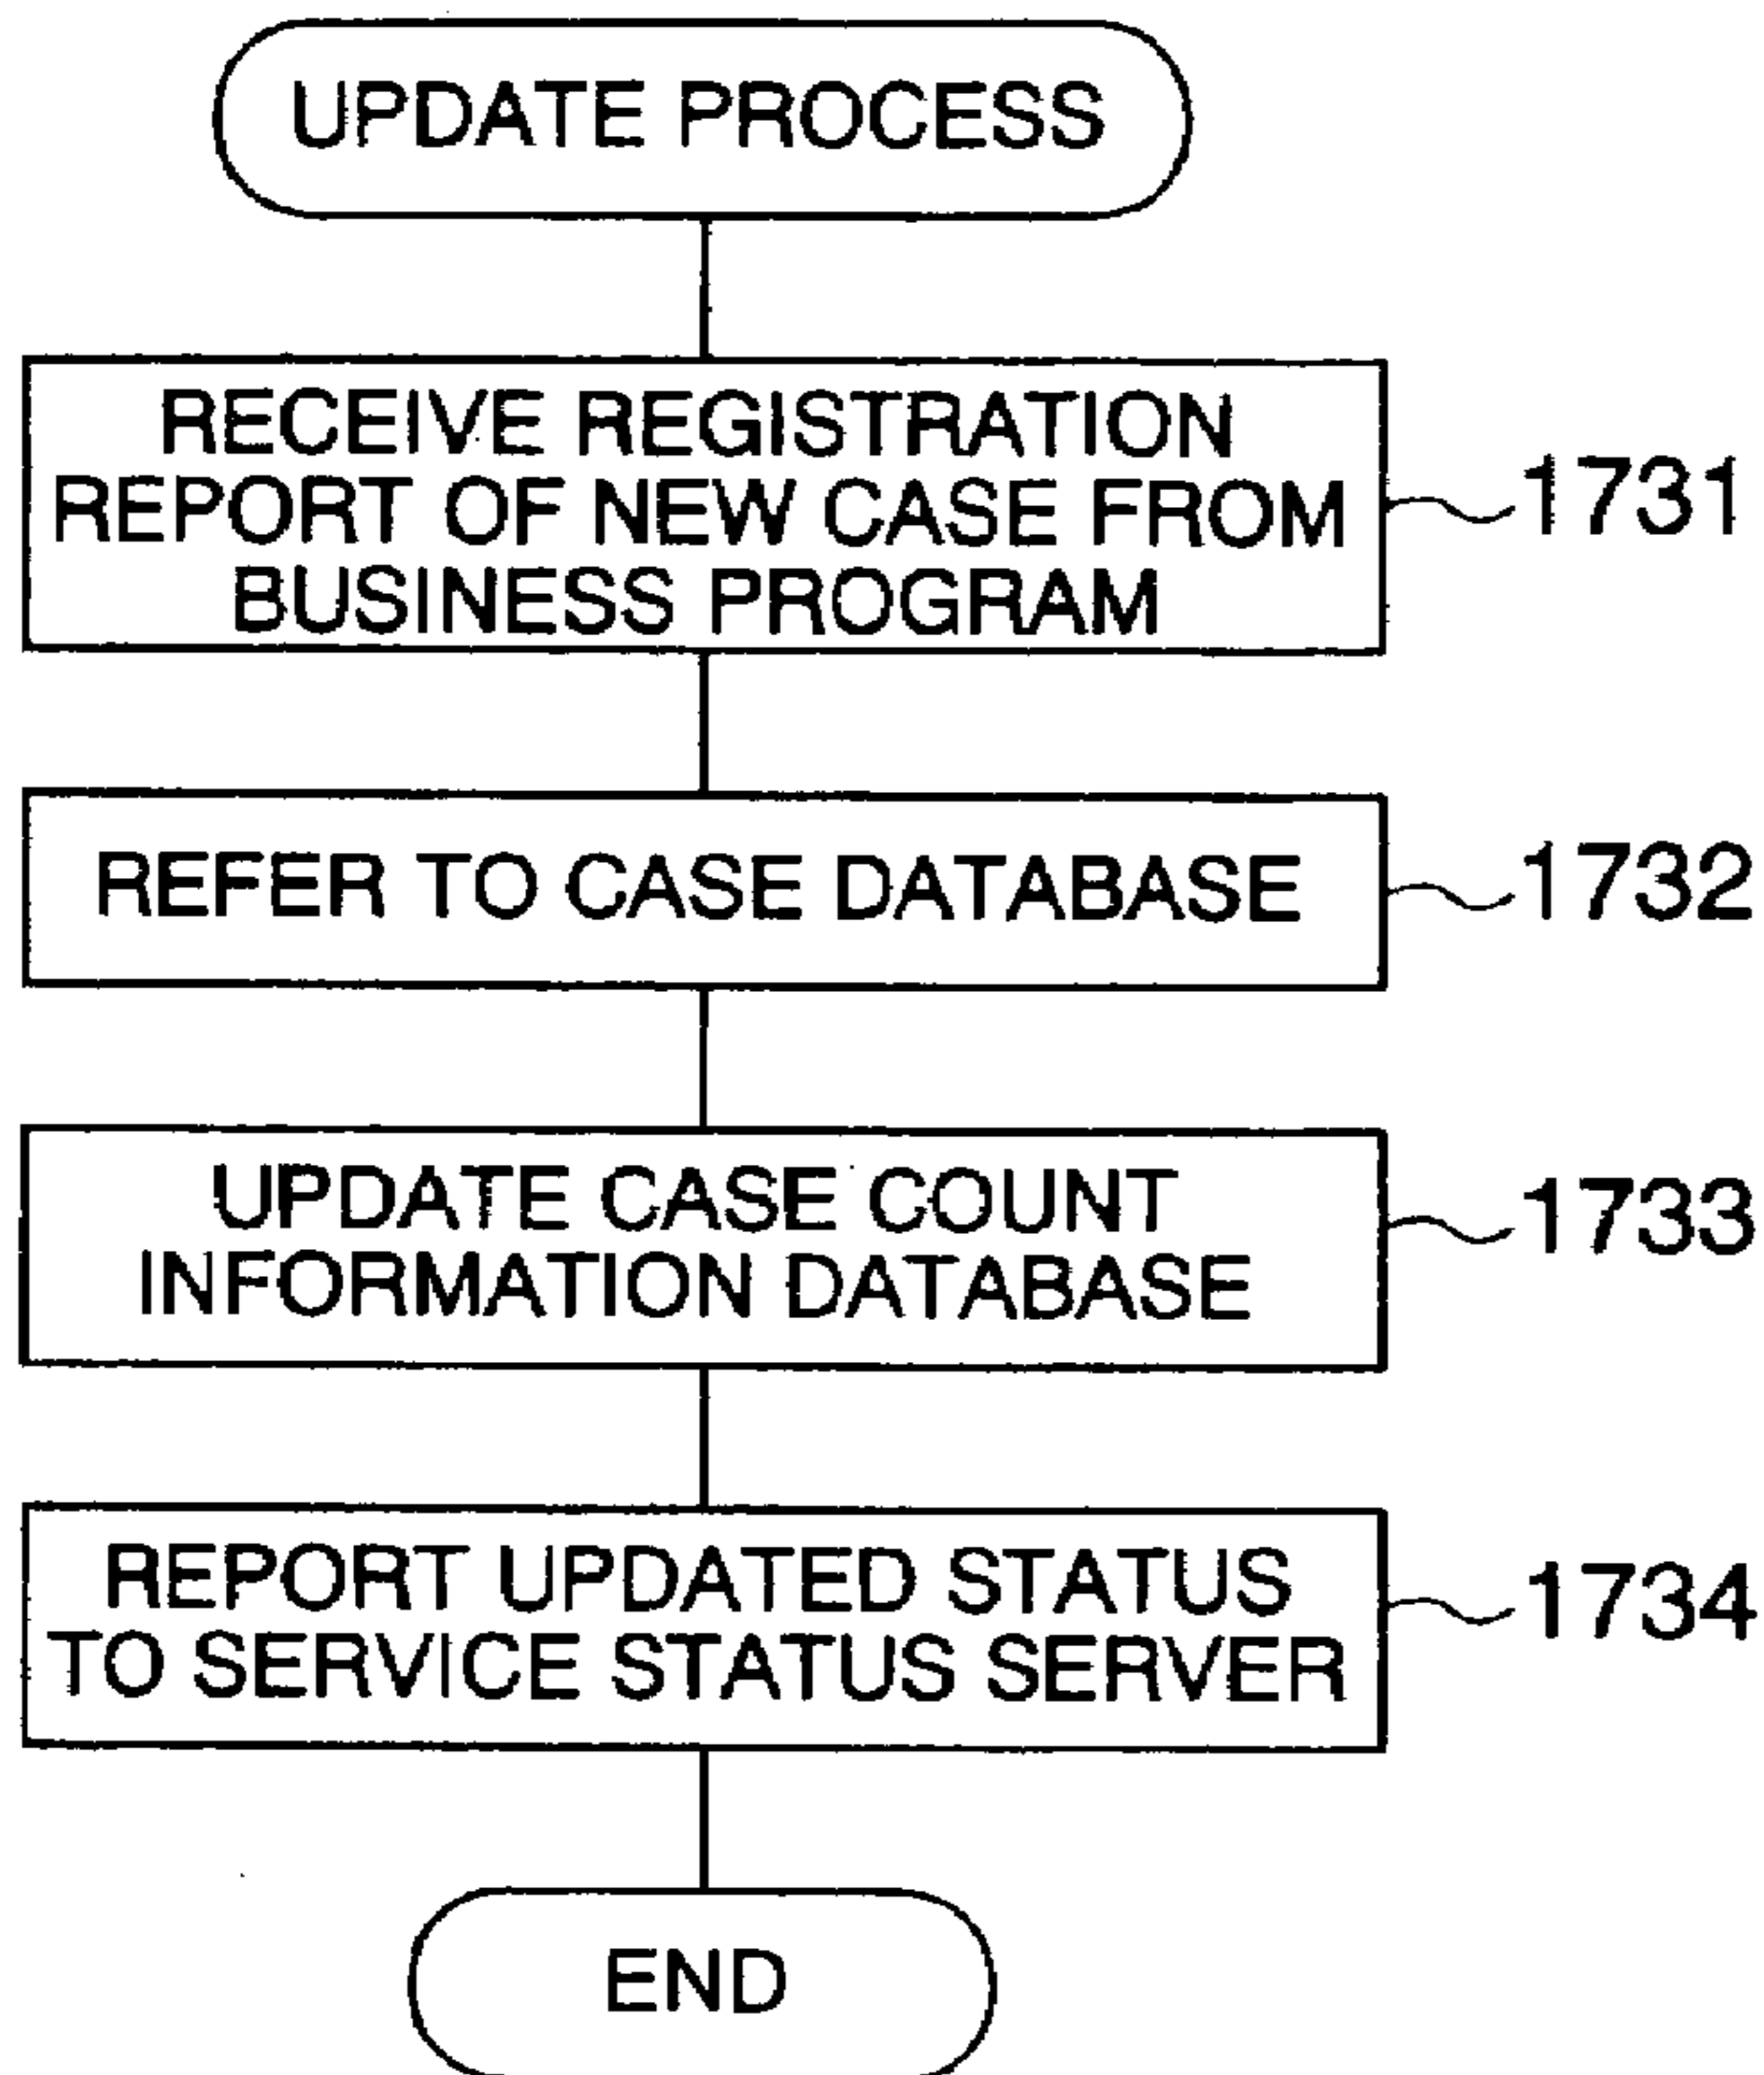 UPDATE PROCESS
RECEIVE REGISTRATION
REPORT OF NEW CASE FROM
BUSINESS PROGRAM
1731
REFER TO CASE DATABASE
1732
UPDATE CASE COUNT
INFORMATION DATABASE
1733
REPORT UPDATED STATUS
TO SERVICE STATUS SERVER
1734
END